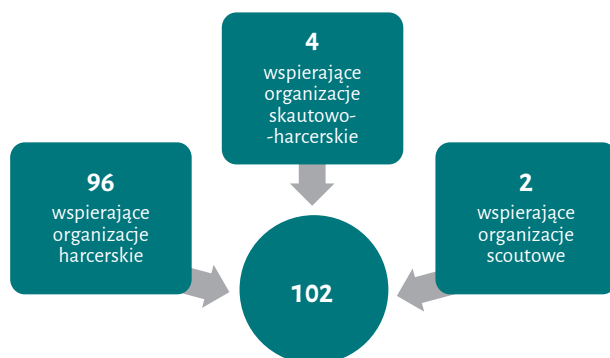 4
wspierające
organizacje
skautowo-
-harcerskie
96
wspierające
organizacje
harcerskie
2
wspierające
organizacje
scoutowe
102